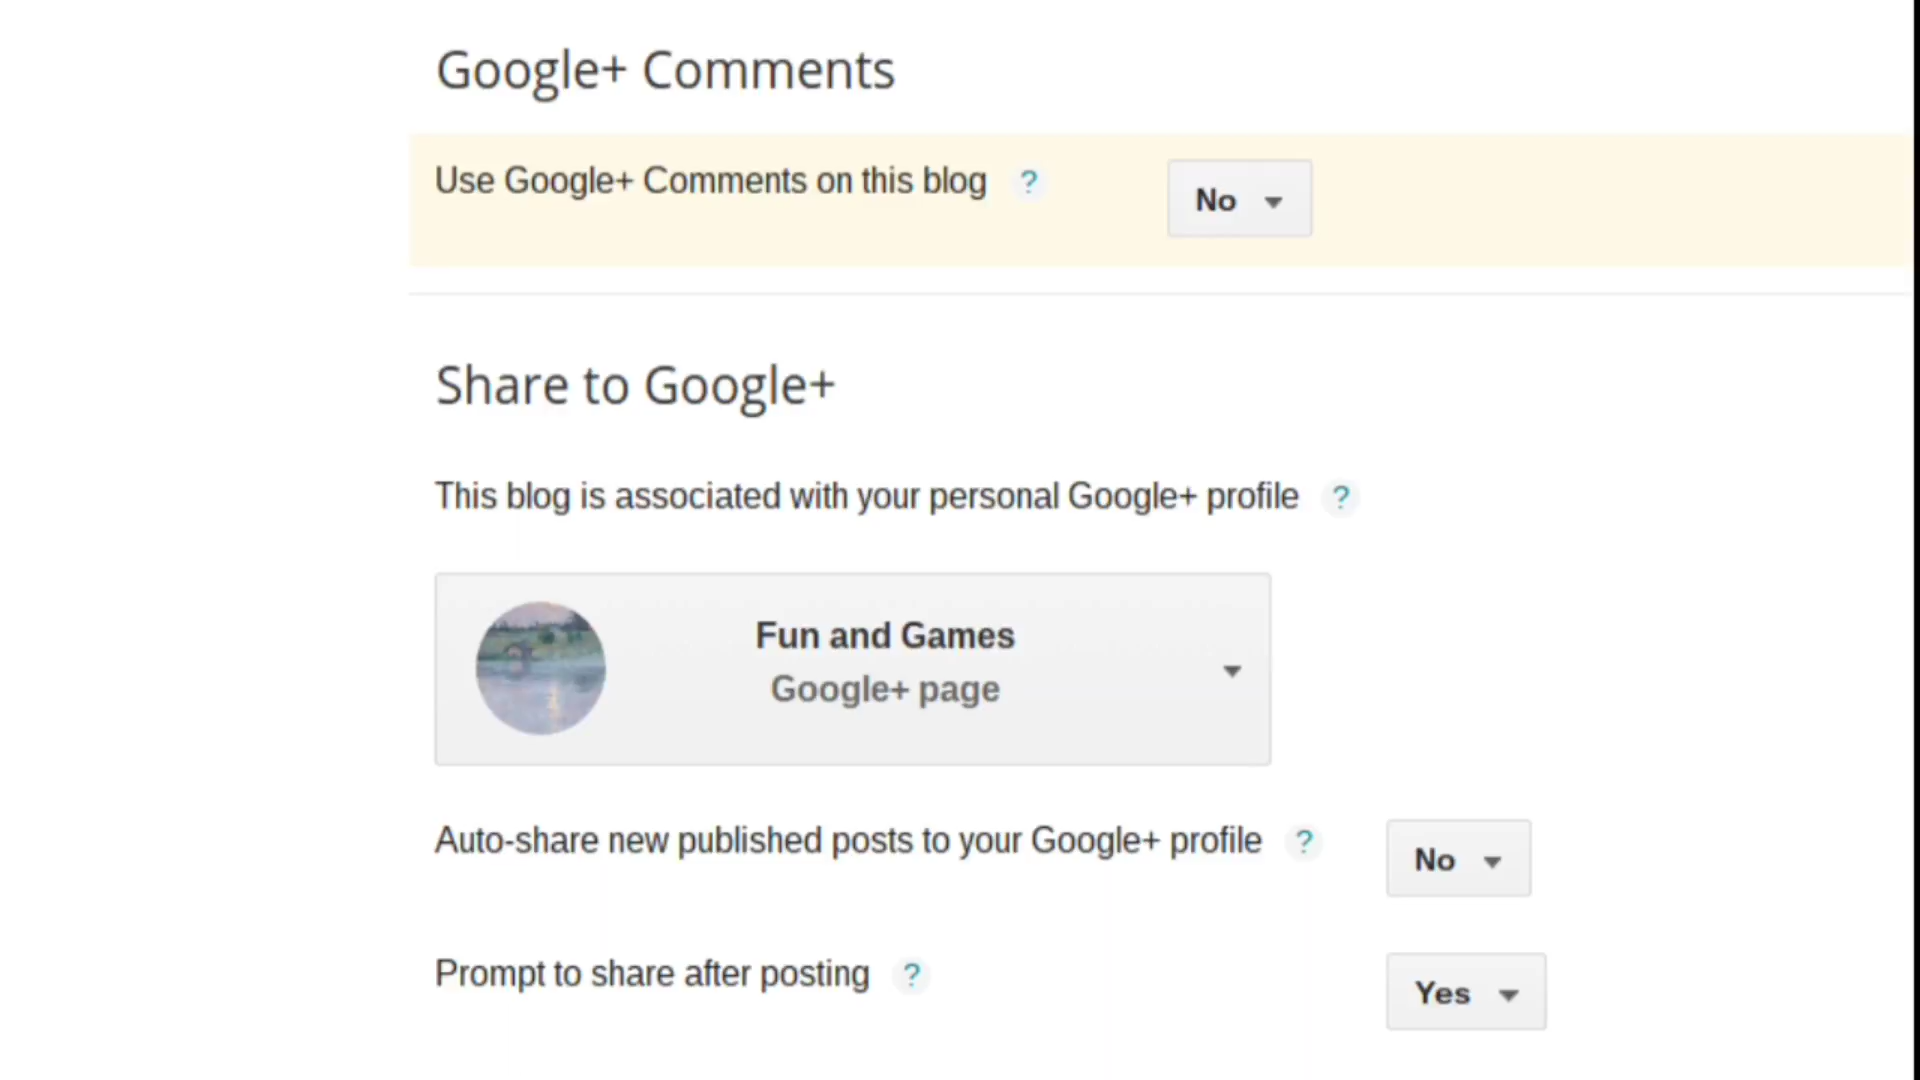 Google+ Comments
Use Google+ Comments on this blog ? No
Share to Google+
This blog is associated with your personal Google+ profile ?
Fun and Games
Google+ page
Auto-share new published posts to your Google+ profile ? No
Prompt to share after posting ? Yes